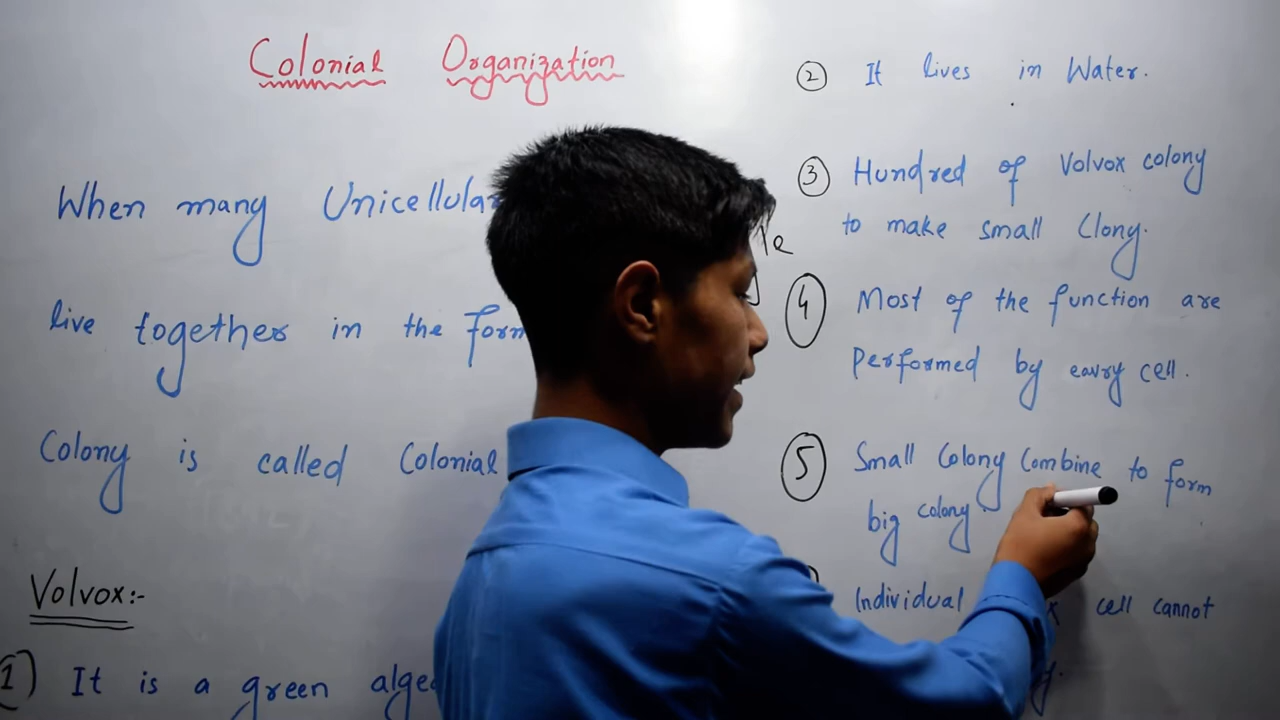 Colonial Organization
When many Unicellular
live together in the form
Colony is called Colonial
Volvox:-
1) It is a green alge
2 It lives in Water.
3 Hundred of Volvox colony
to make small Clony.
4 Most of the function are
Performed by eavry cell.
5 Small Colony Combine to form
big colony
Individual cell cannot